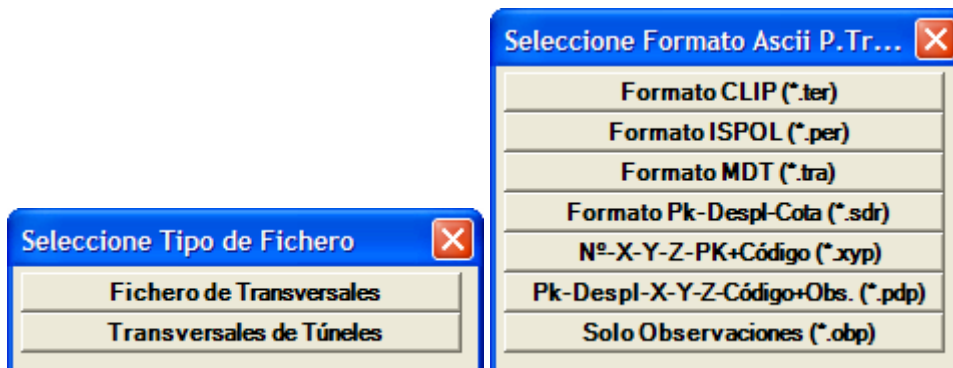 Seleccione Tipo de Fichero
Fichero de Transversales
Transversales de Túneles
Seleccione Formato Ascii P.Tr...
Formato CLIP (*.ter)
Formato ISPOL (*.per)
Formato MDT (*.tra)
Formato Pk-Despl-Cota (*.sdr)
Nº-X-Y-Z-PK+Código (*.xyp)
Pk-Despl-X-Y-Z-Código+Obs. (*.pdp)
Solo Observaciones (*.obp)